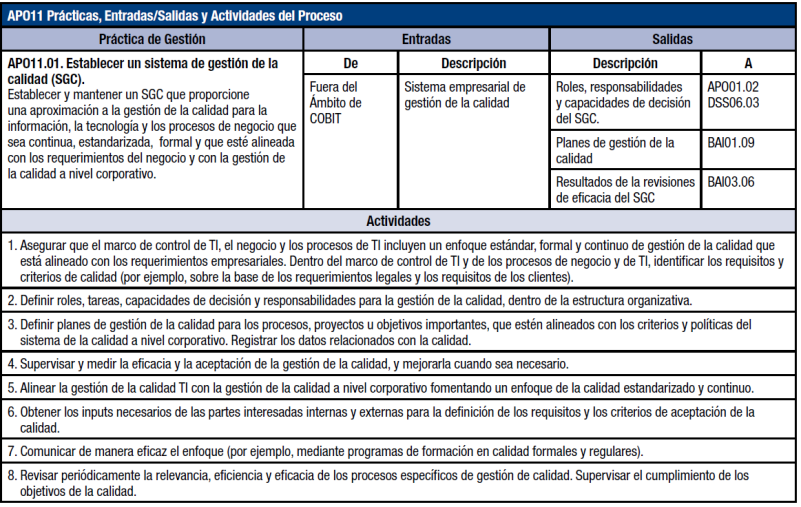 APO11 Prácticas, Entradas/Salidas y Actividades del Proceso
Práctica de Gestión
Entradas
Salidas
APO11.01. Establecer un sistema de gestión de la
calidad (SGC).
Establecer y mantener un SGC que proporcione
una aproximación a la gestión de la calidad para la
información, la tecnología y los procesos de negocio que
sea continua, estandarizada, formal y que esté alineada
con los requerimientos del negocio y con la gestión de
la calidad a nivel corporativo.
De
Descripción
Descripción
A
Fuera del
Ámbito de
COBIT
Sistema empresarial de
gestión de la calidad
Roles, responsabilidades
y capacidades de decisión
del SGC.
APO01.02
DSS06.03
Planes de gestión de la
calidad
BAI01.09
Resultados de la revisiones
de eficacia del SGC
BAI03.06
Actividades
1. Asegurar que el marco de control de TI, el negocio y los procesos de TI incluyen un enfoque estándar, formal y continuo de gestión de la calidad que
está alineado con los requerimientos empresariales. Dentro del marco de control de TI y de los procesos de negocio y de TI, identificar los requisitos y
criterios de calidad (por ejemplo, sobre la base de los requerimientos legales y los requisitos de los clientes).
2. Definir roles, tareas, capacidades de decisión y responsabilidades para la gestión de la calidad, dentro de la estructura organizativa.
3. Definir planes de gestión de la calidad para los procesos, proyectos u objetivos importantes, que estén alineados con los criterios y políticas del
sistema de la calidad a nivel corporativo. Registrar los datos relacionados con la calidad.
4. Supervisar y medir la eficacia y la aceptación de la gestión de la calidad, y mejorarla cuando sea necesario.
5. Alinear la gestión de la calidad TI con la gestión de la calidad a nivel corporativo fomentando un enfoque de la calidad estandarizado y continuo.
6. Obtener los inputs necesarios de las partes interesadas internas y externas para la definición de los requisitos y los criterios de aceptación de la
calidad.
7. Comunicar de manera eficaz el enfoque (por ejemplo, mediante programas de formación en calidad formales y regulares).
8. Revisar periódicamente la relevancia, eficiencia y eficacia de los procesos específicos de gestión de calidad. Supervisar el cumplimiento de los
objetivos de la calidad.